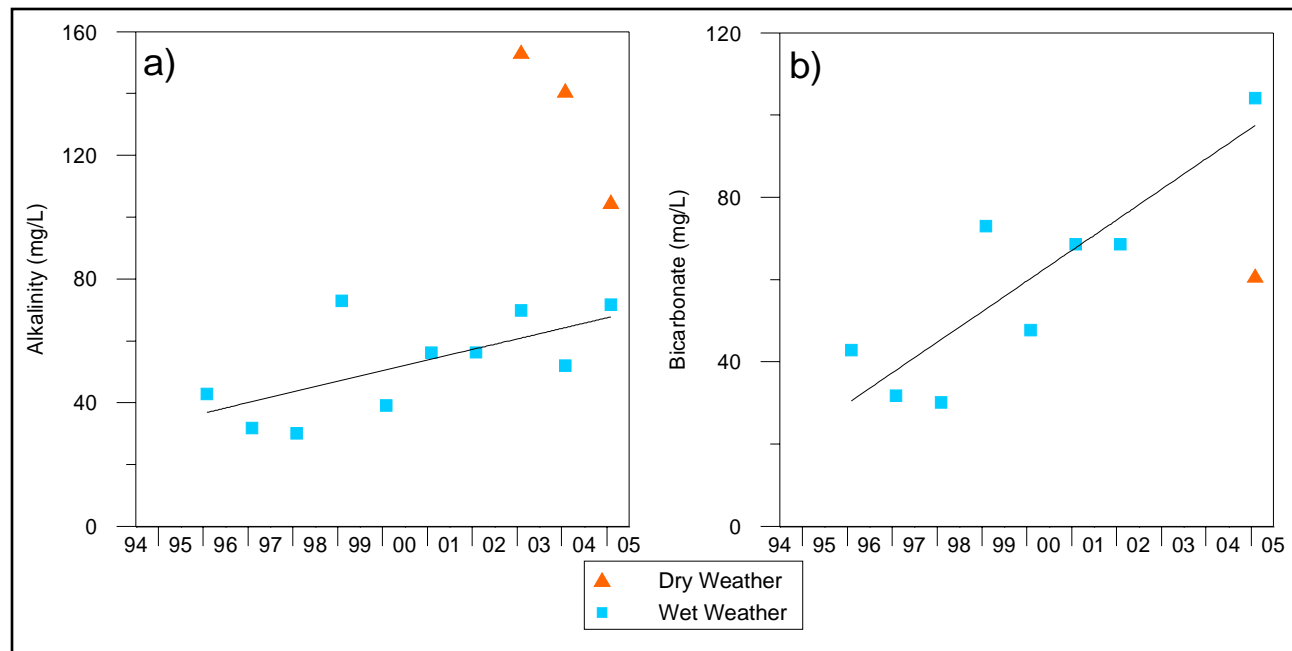 a)
Alkalinity (mg/L)
160
120
80
40
0
94 95 96 97 98 99 00 01 02 03 04 05
b)
Bicarbonate (mg/L)
120
80
40
0
94 95 96 97 98 99 00 01 02 03 04 05
Dry Weather
Wet Weather